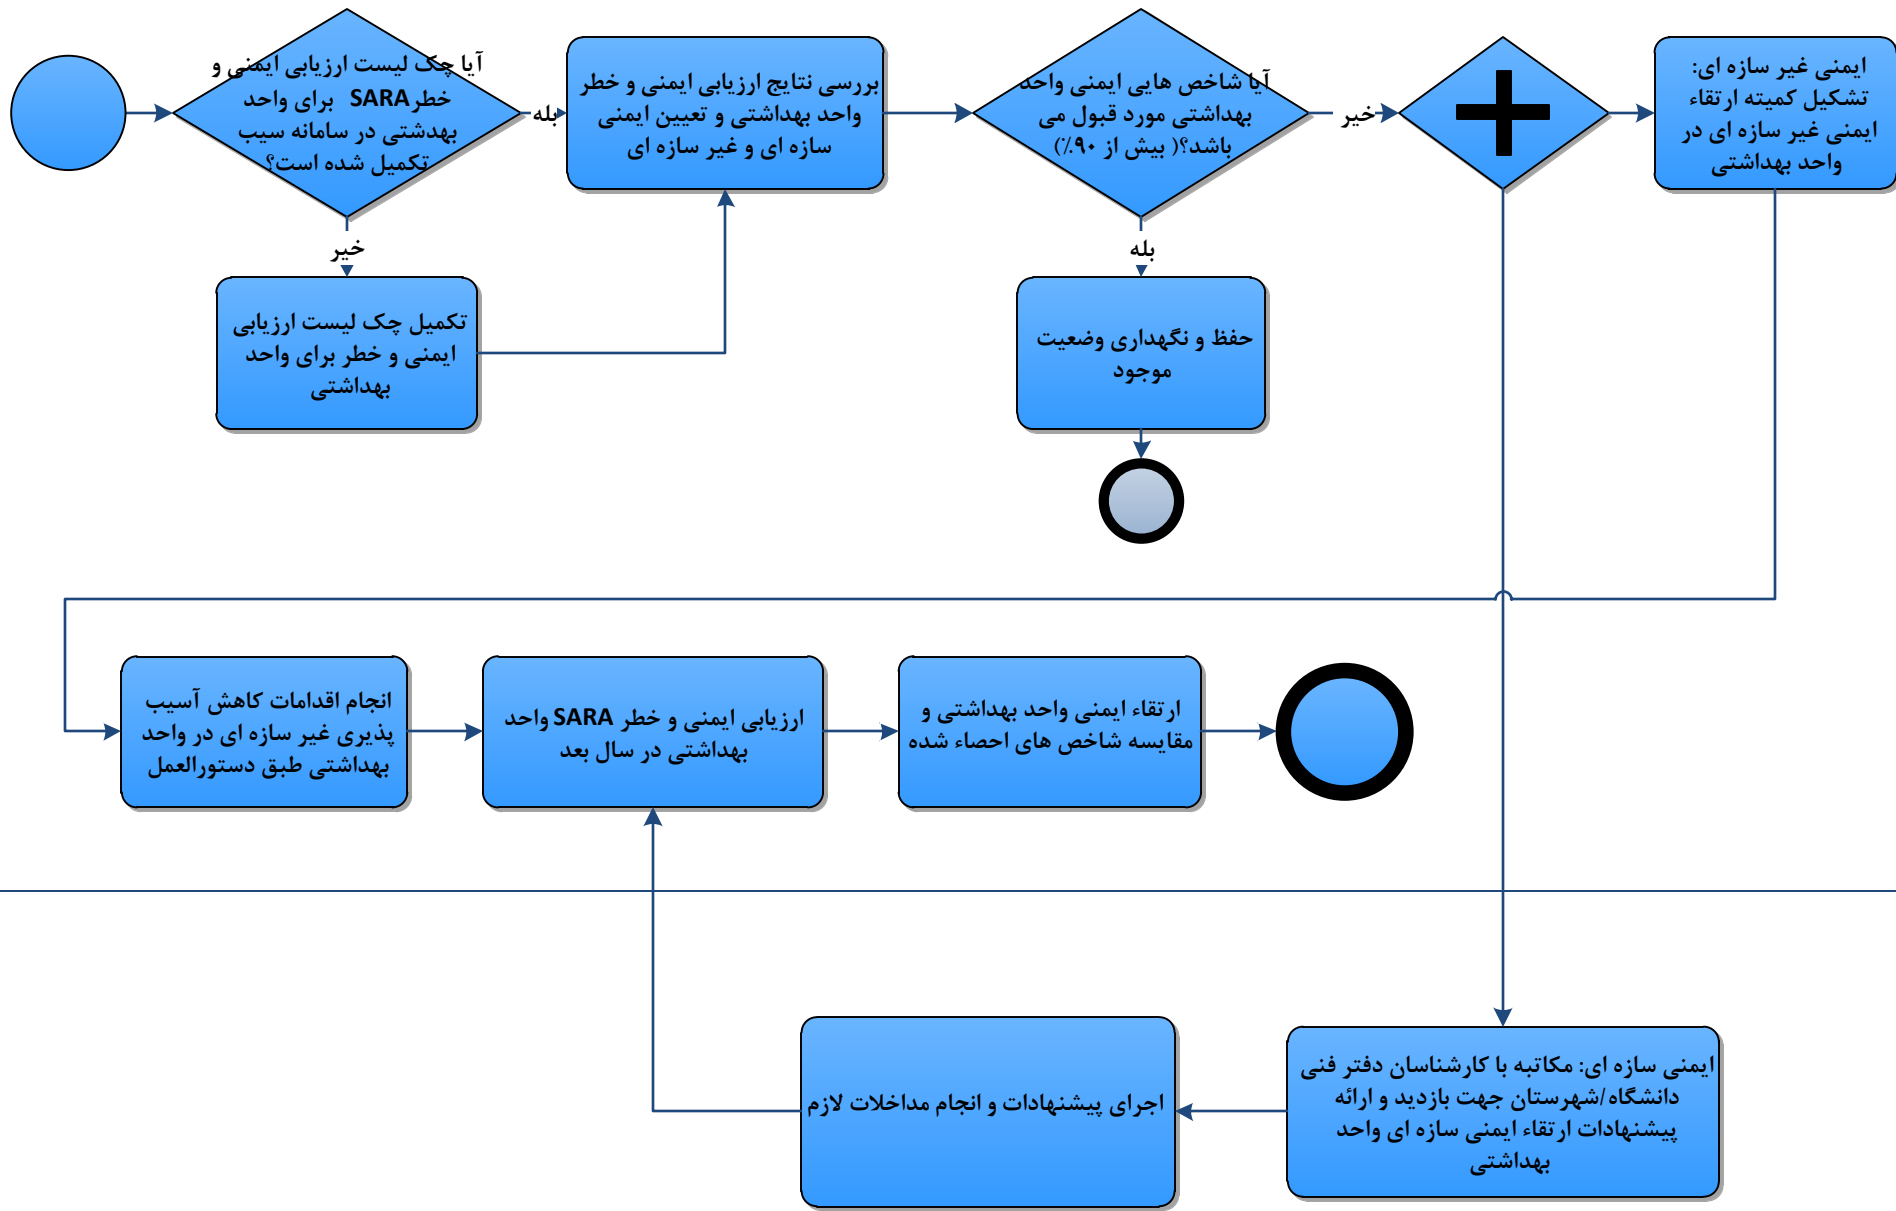 آیا چک لیست ارزیابی ایمنی و
خطر SARA برای واحد
بهدشتی در سامانه سیب
تکمیل شده است؟
بله
خیر
بررسی نتایج ارزیابی ایمنی و خطر
واحد بهداشتی و تعیین ایمنی
سازه ای و غیر سازه ای
آیا شاخص هایی ایمنی واحد
بهداشتی مورد قبول می
باشد؟( بیش از ۹۰٪)
خیر
بله
ایمنی غیر سازه ای:
تشکیل کمیته ارتقاء
ایمنی غیر سازه ای در
واحد بهداشتی
تکمیل چک لیست ارزیابی
ایمنی و خطر برای واحد
بهداشتی
حفظ و نگهداری وضعیت
موجود
انجام اقدامات کاهش آسیب
پذیری غیر سازه ای در واحد
بهداشتی طبق دستورالعمل
ارزیابی ایمنی و خطر SARA واحد
بهداشتی در سال بعد
ارتقاء ایمنی واحد بهداشتی و
مقایسه شاخص های احصاء شده
ایمنی سازه ای: مکاتبه با کارشناسان دفتر فنی
دانشگاه/شهرستان جهت بازدید و ارائه
پیشنهادات ارتقاء ایمنی سازه ای واحد
بهداشتی
اجرای پیشنهادات و انجام مداخلات لازم